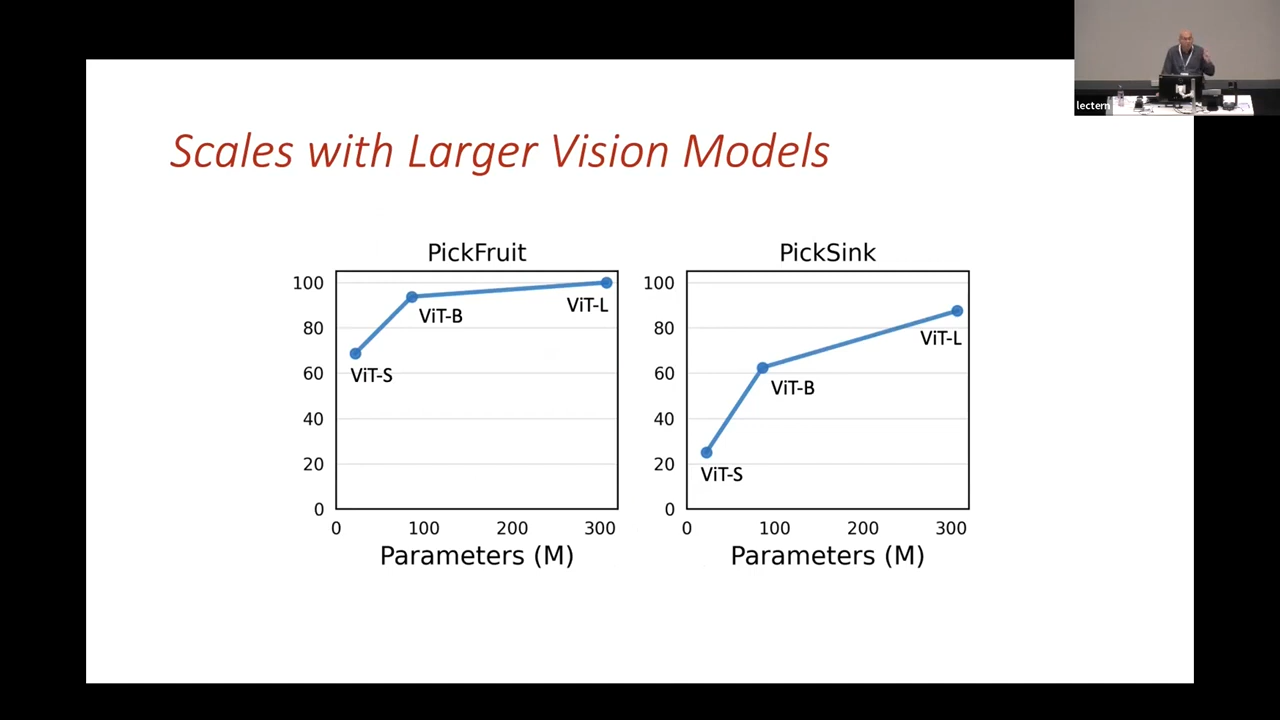 lectern
Scales with Larger Vision Models
PickFruit
100
80
60
40
20
0
ViT-S
ViT-B
ViT-L
0 100 200 300
Parameters (M)
PickSink
100
80
60
40
20
0
ViT-S
ViT-B
ViT-L
0 100 200 300
Parameters (M)